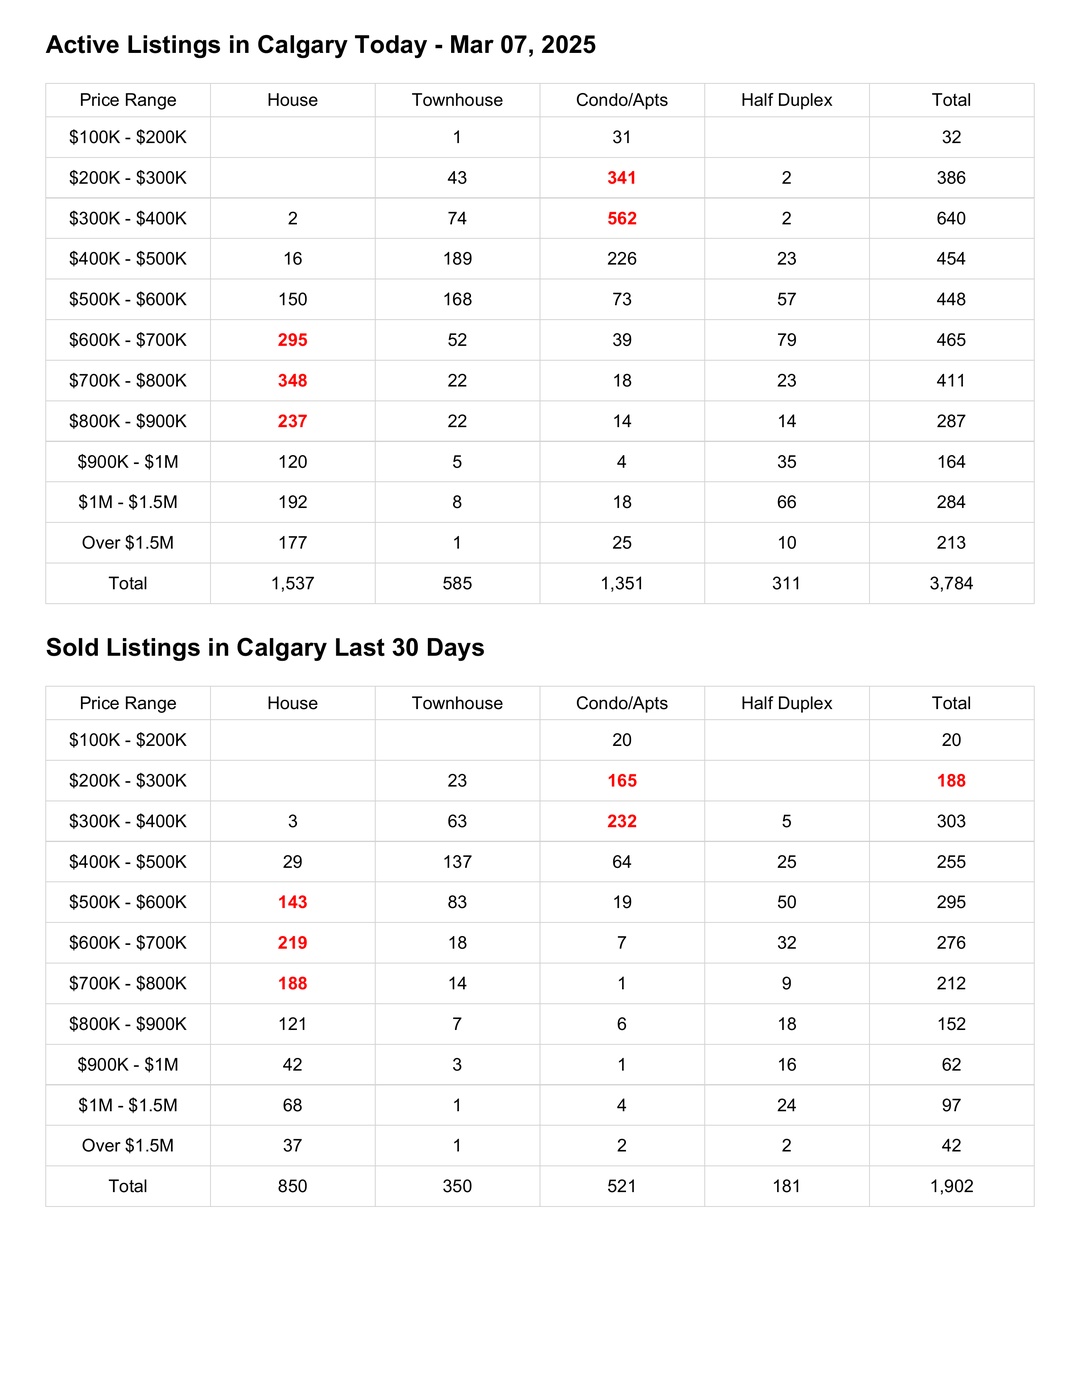 Active Listings in Calgary Today - Mar 07, 2025
Price Range House Townhouse Condo/Apts Half Duplex Total
$100K - $200K 1 31 32
$200K - $300K 43 341 2 386
$300K - $400K 2 74 562 2 640
$400K - $500K 16 189 226 23 454
$500K - $600K 150 168 73 57 448
$600K - $700K 295 52 39 79 465
$700K - $800K 348 22 18 23 411
$800K - $900K 237 22 14 14 287
$900K - $1M 120 5 4 35 164
$1M - $1.5M 192 8 18 66 284
Over $1.5M 177 1 25 10 213
Total 1,537 585 1,351 311 3,784
Sold Listings in Calgary Last 30 Days
Price Range House Townhouse Condo/Apts Half Duplex Total
$100K - $200K 20 20
$200K - $300K 23 165 188
$300K - $400K 3 63 232 5 303
$400K - $500K 29 137 64 25 255
$500K - $600K 143 83 19 50 295
$600K - $700K 219 18 7 32 276
$700K - $800K 188 14 1 9 212
$800K - $900K 121 7 6 18 152
$900K - $1M 42 3 1 16 62
$1M - $1.5M 68 1 4 24 97
Over $1.5M 37 1 2 2 42
Total 850 350 521 181 1,902